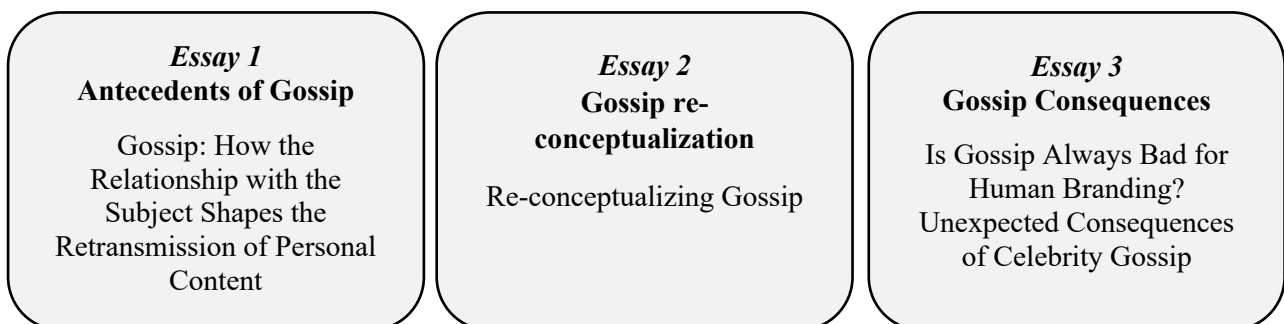 Essay 1
Antecedents of Gossip
Gossip: How the
Relationship with the
Subject Shapes the
Retransmission of Personal
Content
Essay 2
Gossip re-
conceptualization
Re-conceptualizing Gossip
Essay 3
Gossip Consequences
Is Gossip Always Bad for
Human Branding?
Unexpected Consequences
of Celebrity Gossip